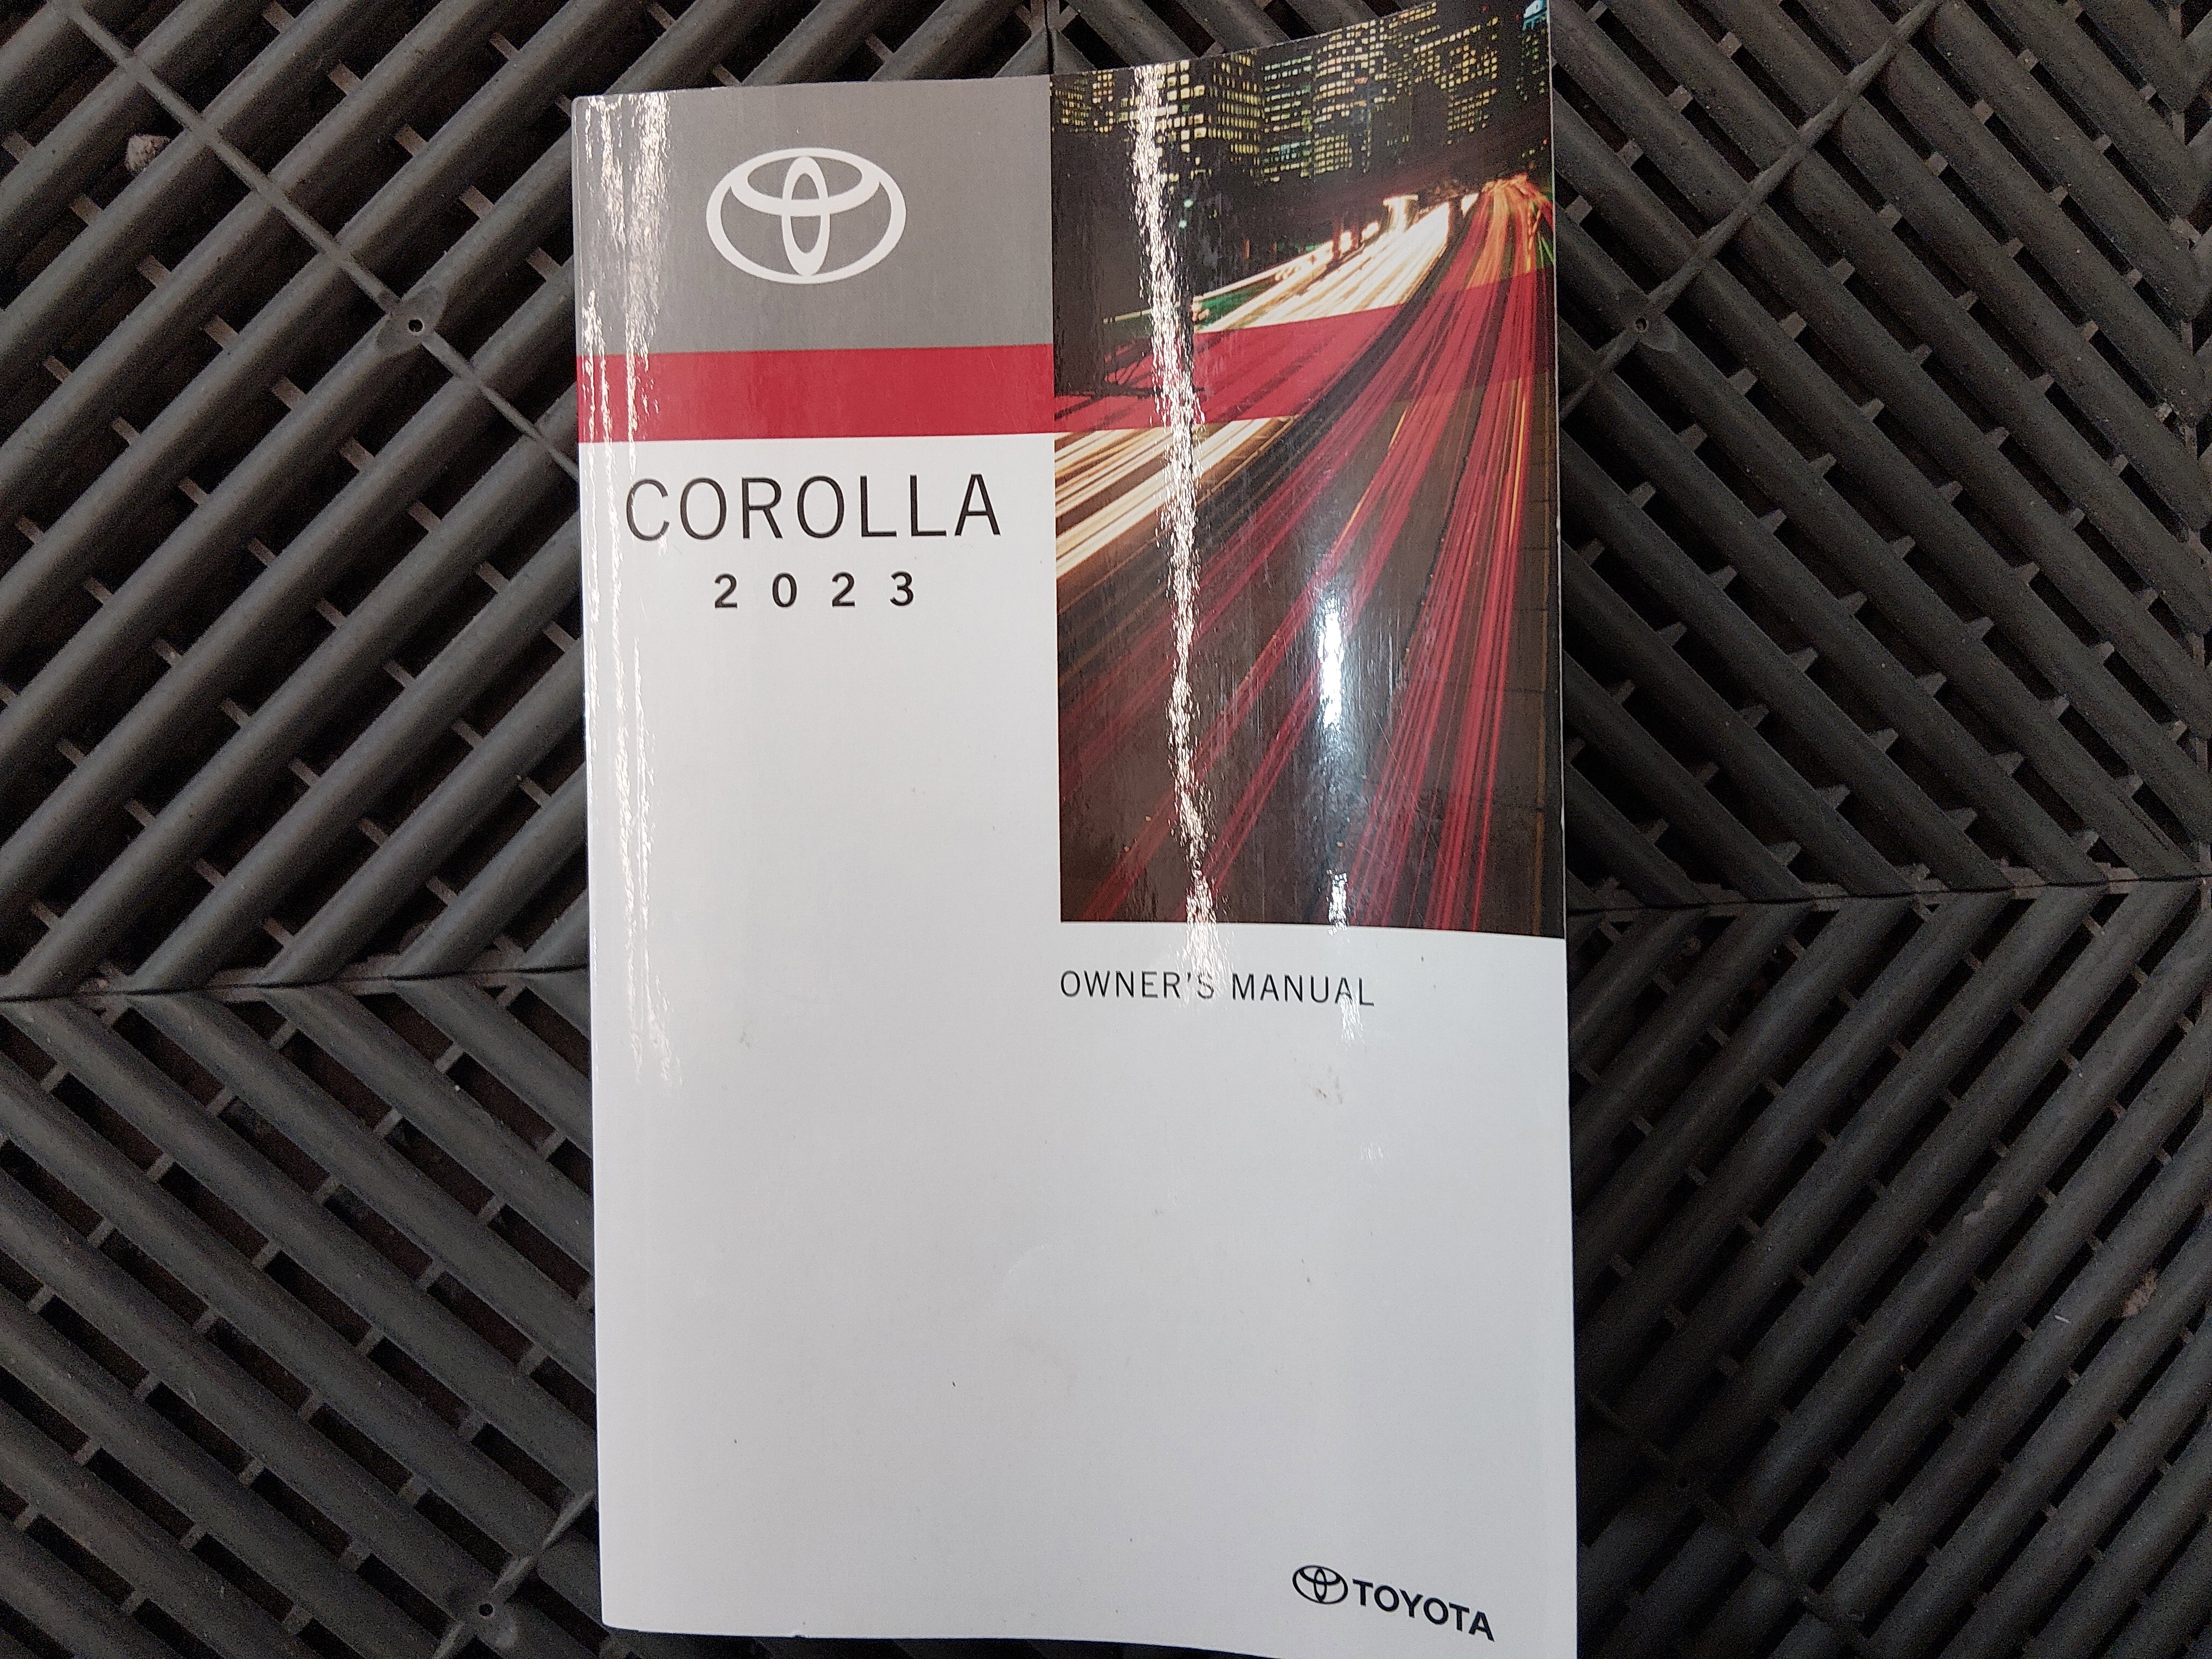 COROLLA
2023
OWNER'S MANUAL
TOYOTA